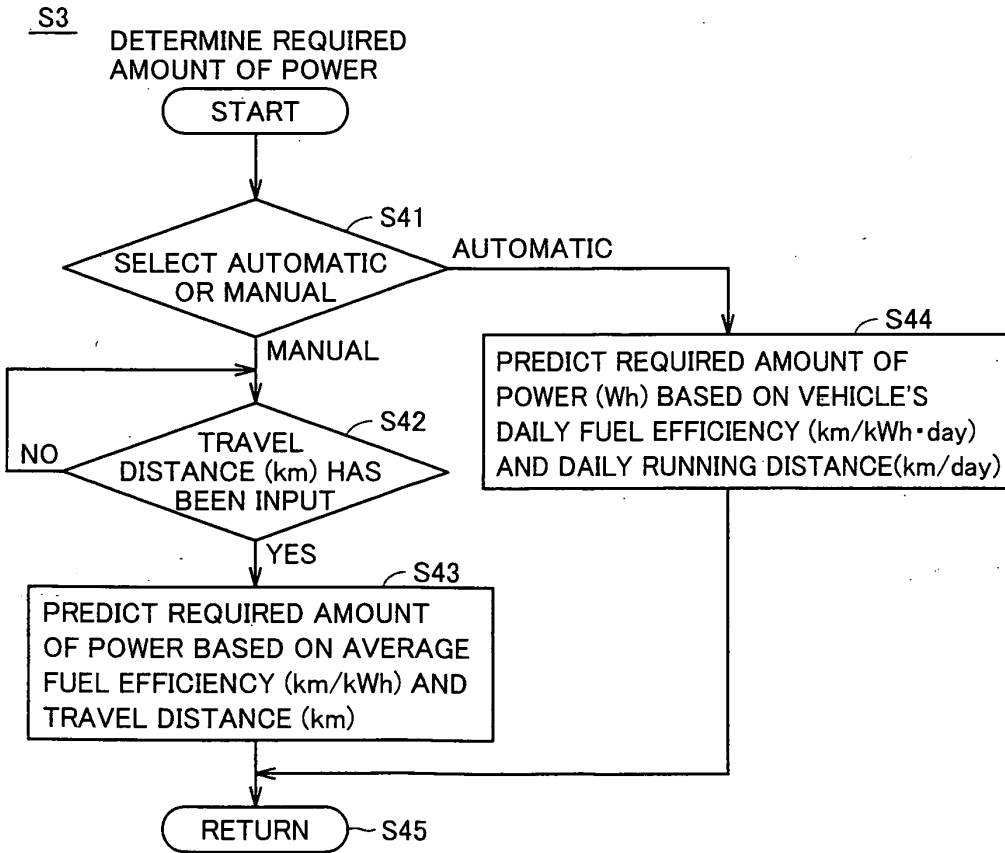 S3
DETERMINE REQUIRED
AMOUNT OF POWER
START
S41
SELECT AUTOMATIC
OR MANUAL
AUTOMATIC
MANUAL
S44
PREDICT REQUIRED AMOUNT OF
POWER (Wh) BASED ON VEHICLE'S
DAILY FUEL EFFICIENCY (km/kWh·day)
AND DAILY RUNNING DISTANCE(km/day)
S42
TRAVEL
DISTANCE (km) HAS
BEEN INPUT
NO
YES
S43
PREDICT REQUIRED AMOUNT
OF POWER BASED ON AVERAGE
FUEL EFFICIENCY (km/kWh) AND
TRAVEL DISTANCE (km)
RETURN
S45